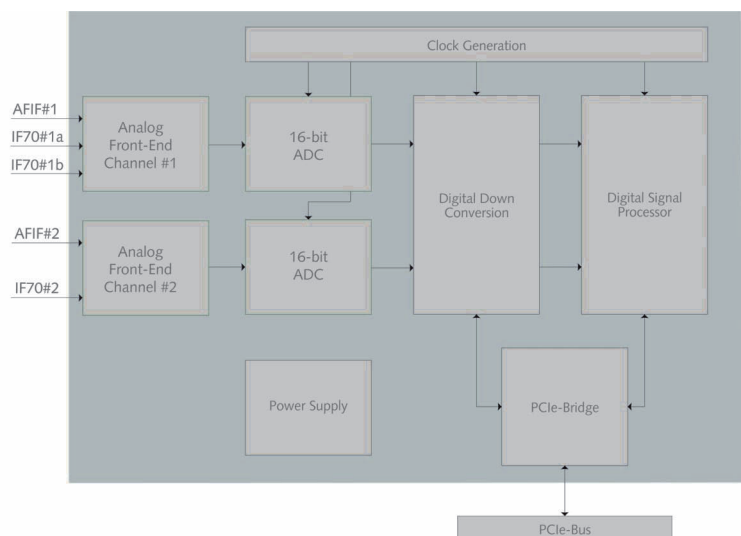 Clock Generation
AFIF#1
IF70#1a
IF70#1b
Analog
Front-End
Channel #1
16-bit
ADC
Digital Down
Conversion
Digital Signal
Processor
AFIF#2
IF70#2
Analog
Front-End
Channel #2
16-bit
ADC
Power Supply
PCIe-Bridge
PCIe-Bus